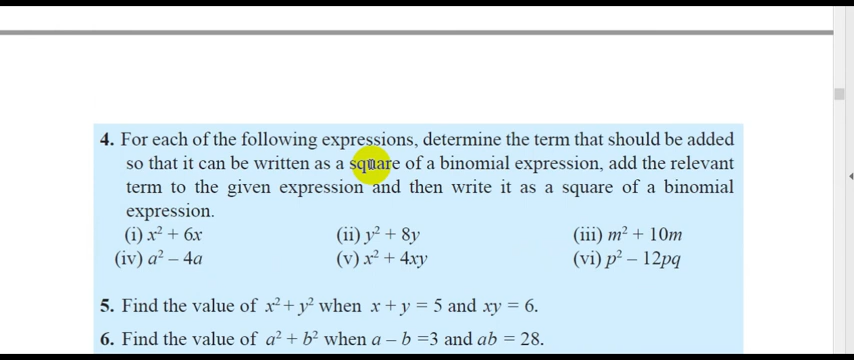 4. For each of the following expressions, determine the term that should be added
so that it can be written as a square of a binomial expression, add the relevant
term to the given expression and then write it as a square of a binomial
expression.
(i) x² + 6x (ii) y² + 8y (iii) m² + 10m
(iv) a² – 4a (v) x² + 4xy (vi) p² – 12pq
5. Find the value of x² + y² when x + y = 5 and xy = 6.
6. Find the value of a² + b² when a – b =3 and ab = 28.